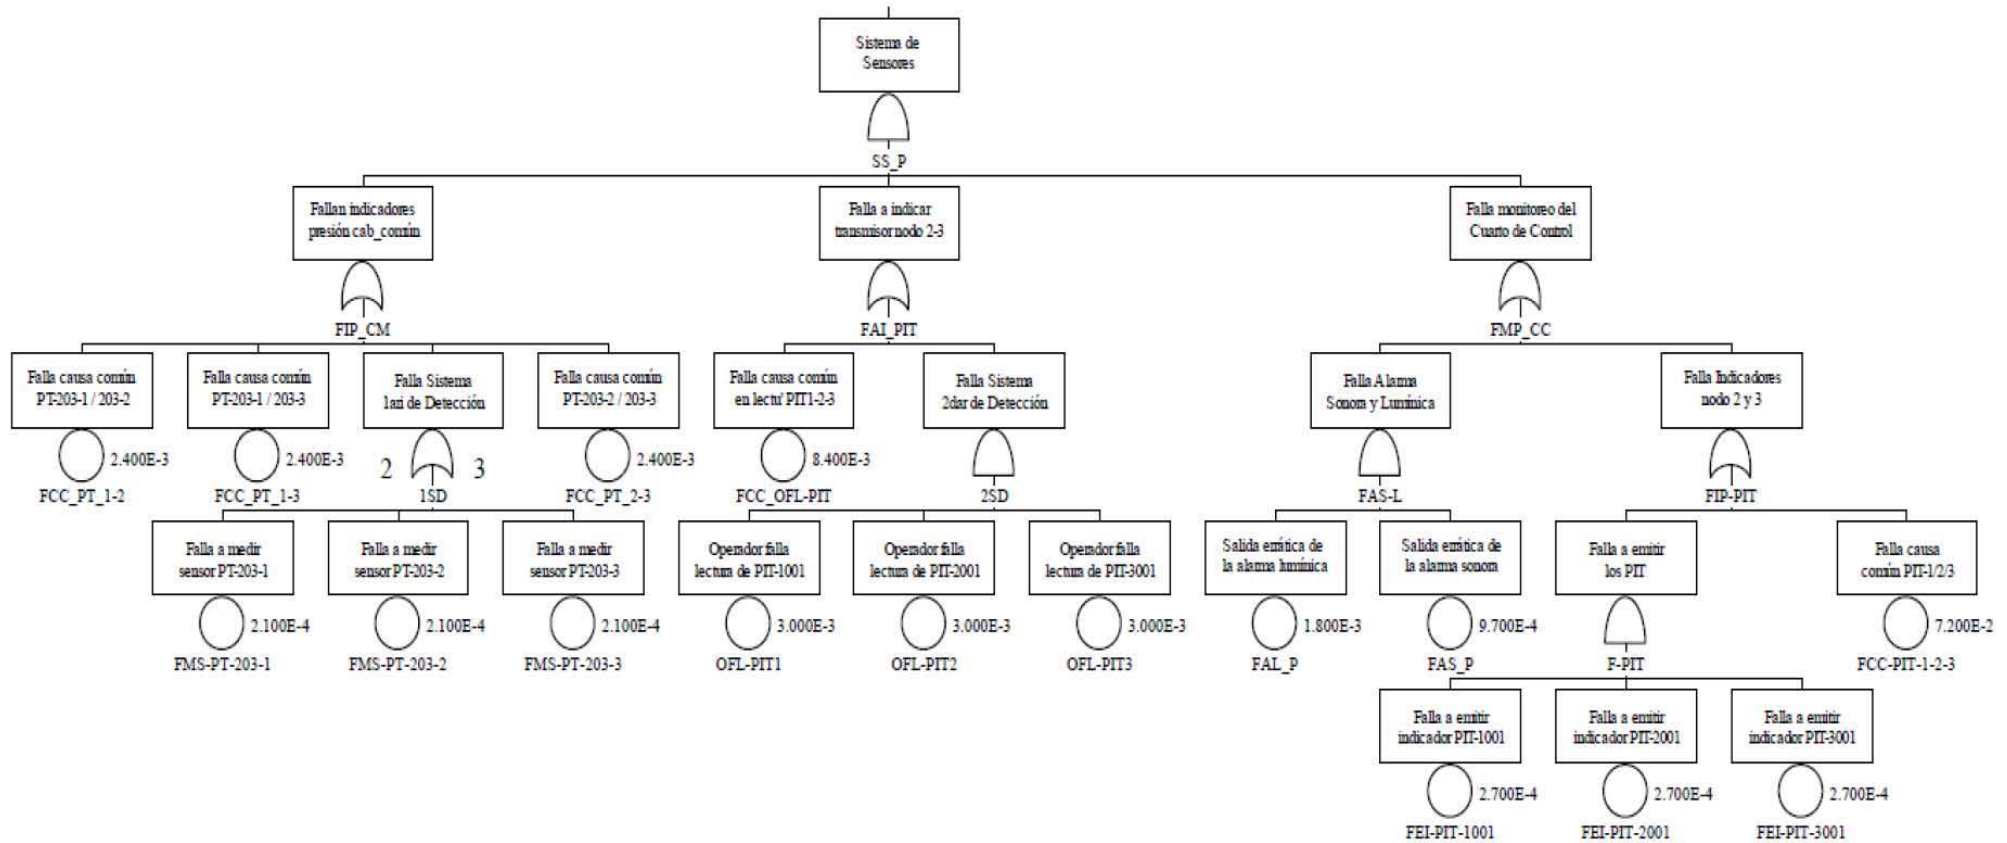 Sistema de
Sensores
SS_P
Fallan indicadores
presión cab_común
Falla a indicar
transmisor nodo 2-3
Falla monitoreo del
Cuarto de Control
FIP_CM
FAI_PIT
FMP_CC
Falla causa común
PT-203-1 / 203-2
Falla causa común
PT-203-1 / 203-3
Falla Sistema
1ari de Detección
Falla causa común
PT-203-2 / 203-3
Falla causa común
en lectu' PIT1-2-3
Falla Sistema
2dar de Detección
Falla Alarma
Sonora y Lumínica
Falla Indicadores
nodo 2 y 3
2.400E-3
2.400E-3
2 3
2.400E-3
8.400E-3
FCC_PT_1-2
FCC_PT_1-3
1SD
FCC_PT_2-3
FCC_OFL-PIT
2SD
FAS-L
FIP-PIT
Falla a medir
sensor PT-203-1
Falla a medir
sensor PT-203-2
Falla a medir
sensor PT-203-3
Operador falla
lectura de PIT-1001
Operador falla
lectura de PIT-2001
Operador falla
lectura de PIT-3001
Salida errática de
la alarma lumínica
Salida errática de
la alarma sonora
Falla a emitir
los PIT
Falla causa
común PIT-1/2/3
2.100E-4
2.100E-4
2.100E-4
3.000E-3
3.000E-3
3.000E-3
1.800E-3
9.700E-4
7.200E-2
FMS-PT-203-1
FMS-PT-203-2
FMS-PT-203-3
OFL-PIT1
OFL-PIT2
OFL-PIT3
FAL_P
FAS_P
F-PIT
FCC-PIT-1-2-3
Falla a emitir
indicador PIT-1001
Falla a emitir
indicador PIT-2001
Falla a emitir
indicador PIT-3001
2.700E-4
2.700E-4
2.700E-4
FEI-PIT-1001
FEI-PIT-2001
FEI-PIT-3001